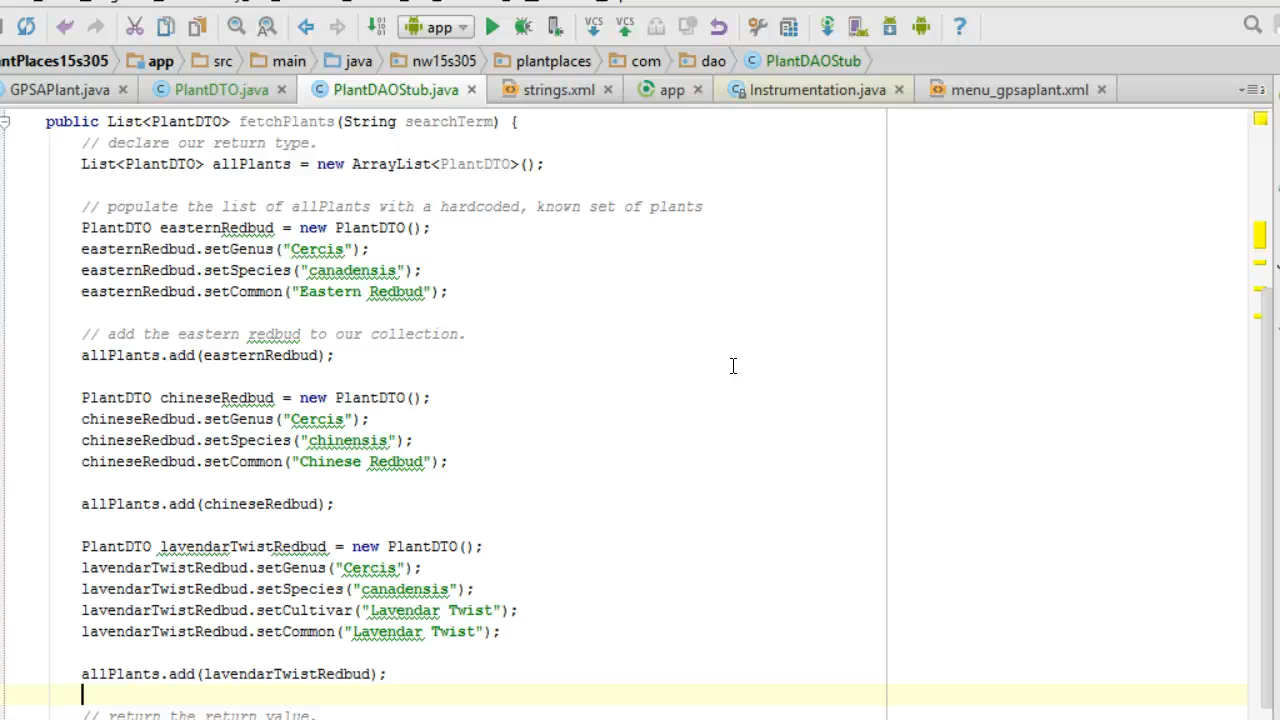 app
antPlaces15s305 app src main java nw15s305 plantplaces com dao PlantDAOStub
GPSAPlant.java PlantDTO.java PlantDAOStub.java strings.xml app Instrumentation.java menu_gpsaplant.xml
public List<PlantDTO> fetchPlants(String searchTerm) {
// declare our return type.
List<PlantDTO> allPlants = new ArrayList<PlantDTO>();
// populate the list of allPlants with a hardcoded, known set of plants
PlantDTO easternRedbud = new PlantDTO();
easternRedbud.setGenus("Cercis");
easternRedbud.setSpecies("canadensis");
easternRedbud.setCommon("Eastern Redbud");
// add the eastern redbud to our collection.
allPlants.add(easternRedbud);
PlantDTO chineseRedbud = new PlantDTO();
chineseRedbud.setGenus("Cercis");
chineseRedbud.setSpecies("chinensis");
chineseRedbud.setCommon("Chinese Redbud");
allPlants.add(chineseRedbud);
PlantDTO lavendarTwistRedbud = new PlantDTO();
lavendarTwistRedbud.setGenus("Cercis");
lavendarTwistRedbud.setSpecies("canadensis");
lavendarTwistRedbud.setCultivar("Lavendar Twist");
lavendarTwistRedbud.setCommon("Lavendar Twist");
allPlants.add(lavendarTwistRedbud);
// return the return value.